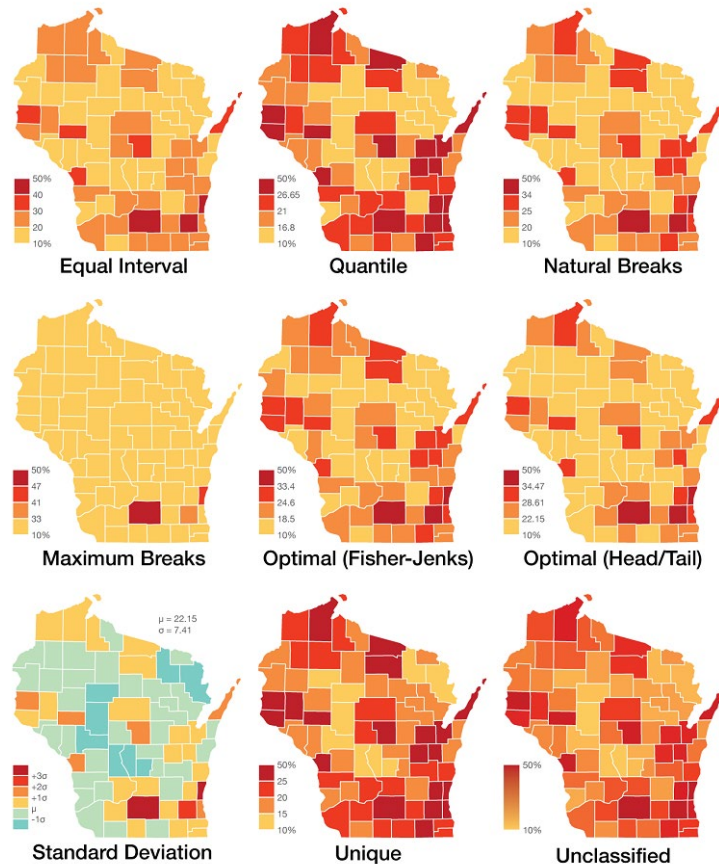 50%
40
30
20
10%
Equal Interval
50%
26.65
21
16.8
10%
Quantile
50%
34
25
20
10%
Natural Breaks
50%
47
41
33
10%
Maximum Breaks
50%
33.4
24.6
18.5
10%
Optimal (Fisher-Jenks)
50%
34.47
28.61
22.15
10%
Optimal (Head/Tail)
μ = 22.15
σ = 7.41
+3σ
+2σ
+1σ
μ
-1σ
Standard Deviation
50%
25
20
15
10%
Unique
50%
10%
Unclassified